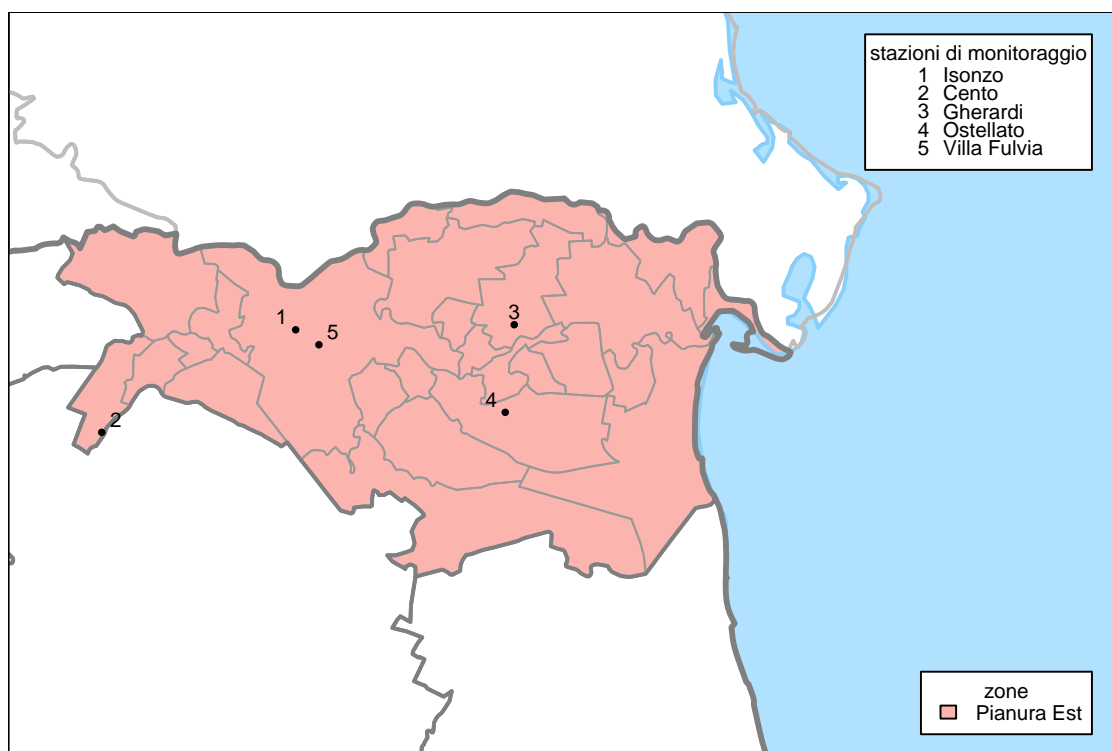 stazioni di monitoraggio
1 Isonzo
2 Cento
3 Gherardi
4 Ostellato
5 Villa Fulvia
3
1
5
4
2
zone
Pianura Est